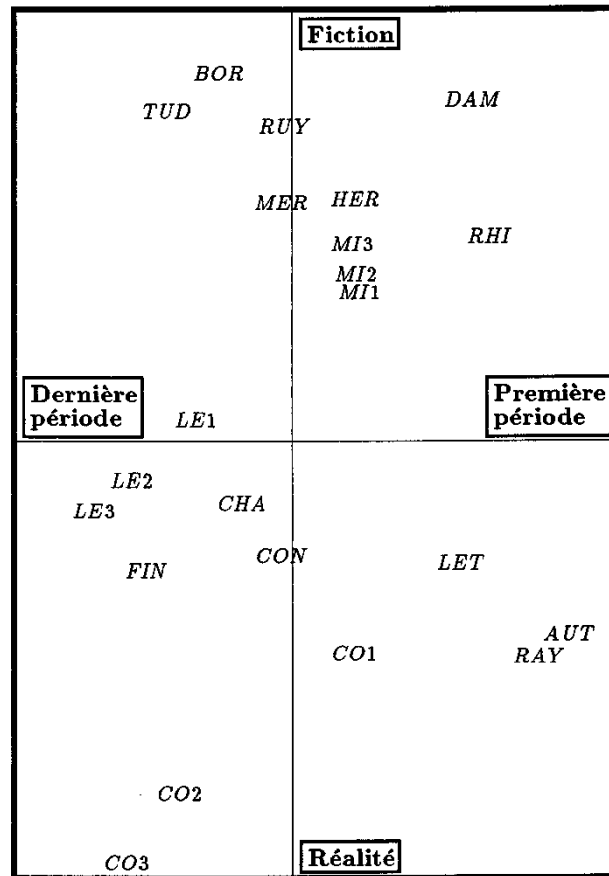 Fiction
BOR
DAM
TUD
RUY
MER HER
RHI
MI3
MI2
MI1
Dernière
période
Première
période
LE1
LE2
LE3
CHA
CON
FIN
LET
AUT
CO1
RAY
CO2
CO3
Réalité